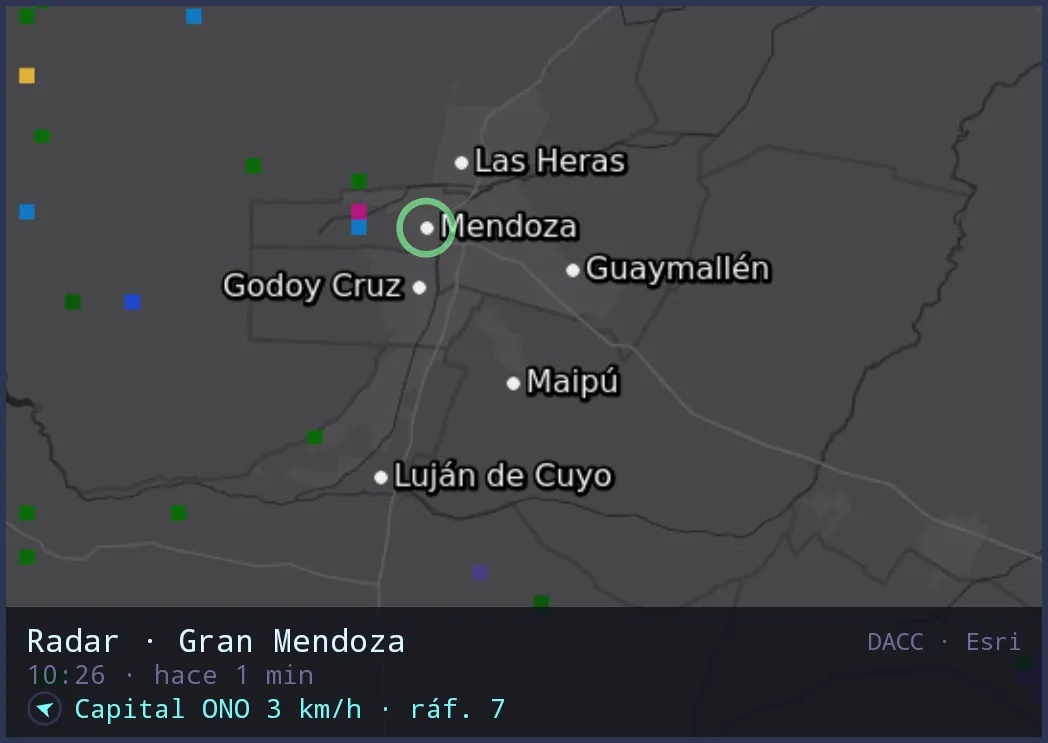 Las Heras
Mendoza
Guaymallén
Godoy Cruz
Maipú
Luján de Cuyo
Radar · Gran Mendoza
DACC · Esri
10:26 · hace 1 min
Capital ONO 3 km/h · ráf. 7